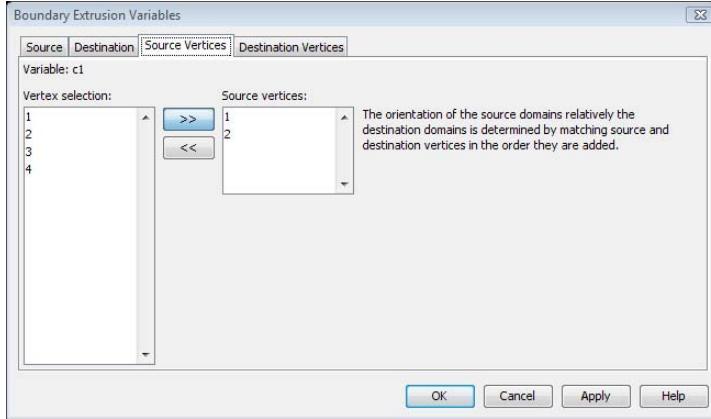 Boundary Extrusion Variables
Source Destination Source Vertices Destination Vertices
Variable: c1
Vertex selection:
1
2
3
4
>>
<<
Source vertices:
1
2
The orientation of the source domains relatively the
destination domains is determined by matching source and
destination vertices in the order they are added.
OK Cancel Apply Help